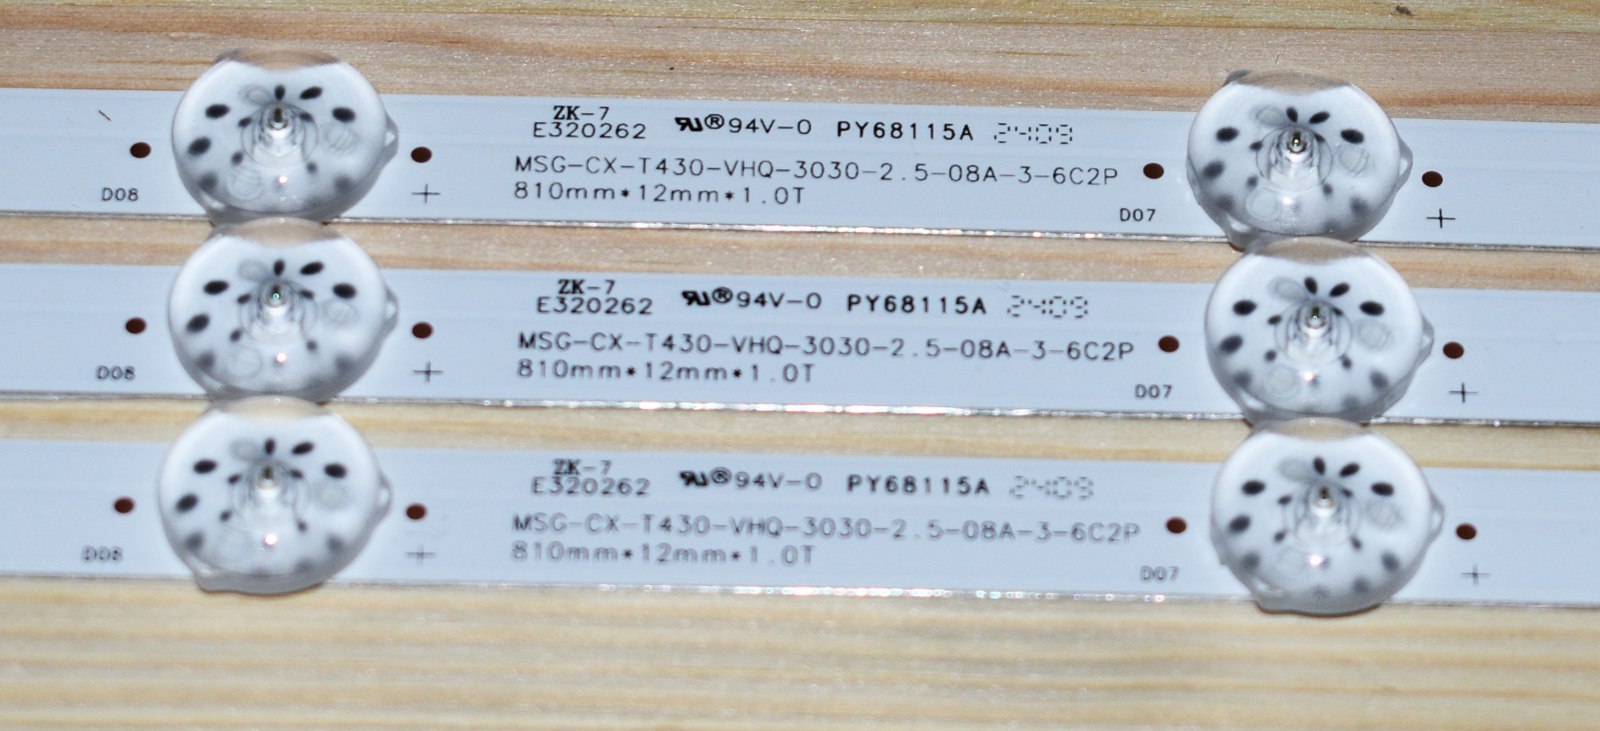 ZK-7
E320262 ®94V-0 PY68115A 2409
MSG-CX-T430-VHQ-3030-2.5-08A-3-6C2P
D08 + 810mm*12mm*1.0T D07 +
ZK-7
E320262 ®94V-0 PY68115A 2409
MSG-CX-T430-VHQ-3030-2.5-08A-3-6C2P
D08 + 810mm*12mm*1.0T D07 +
ZK-7
E320262 ®94V-0 PY68115A 2409
MSG-CX-T430-VHQ-3030-2.5-08A-3-6C2P
D08 + 810mm*12mm*1.0T D07 +